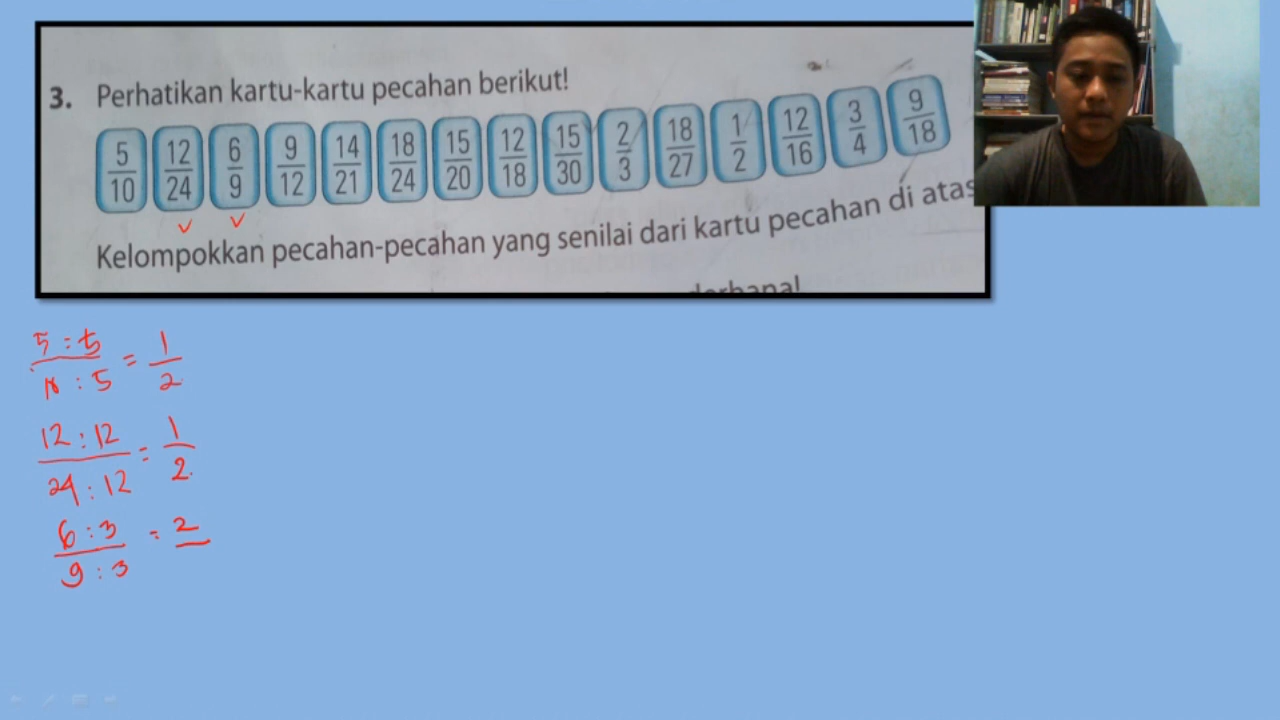 3. Perhatikan kartu-kartu pecahan berikut!
5/10 12/24 6/9 9/12 14/21 18/24 15/20 12/18 15/30 2/3 18/27 1/2 12/16 3/4 9/18
Kelompokkan pecahan-pecahan yang senilai dari kartu pecahan di atas
5 : 5 / 10 : 5 = 1/2
12 : 12 / 24 : 12 = 1/2
6 : 3 / 9 : 3 = 2